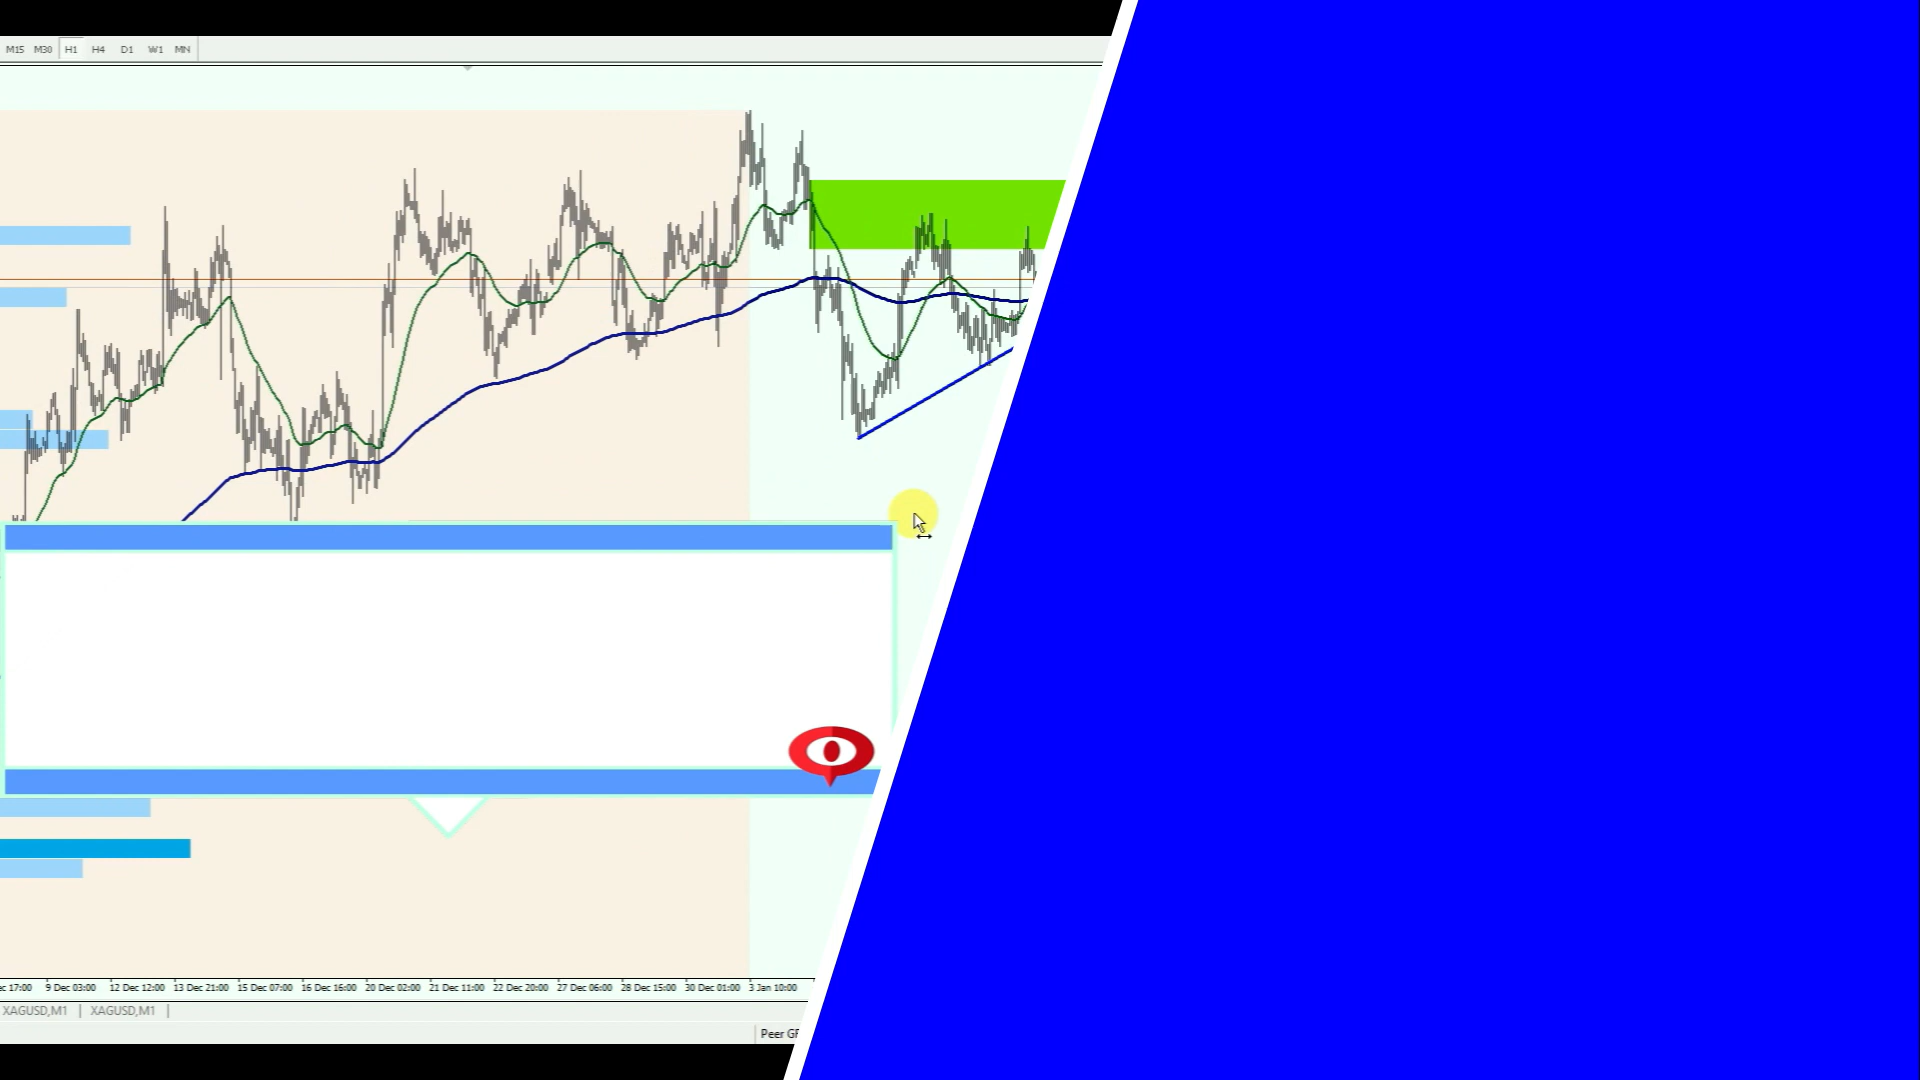 M15 M30 H1 H4 D1 W1 MN
17:00 9 Dec 03:00 12 Dec 12:00 13 Dec 21:00 15 Dec 07:00 16 Dec 16:00 20 Dec 02:00 21 Dec 11:00 22 Dec 20:00 27 Dec 06:00 28 Dec 15:00 30 Dec 01:00 3 Jan 10:00
XAGUSD,M1 | XAGUSD,M1 |
Peer